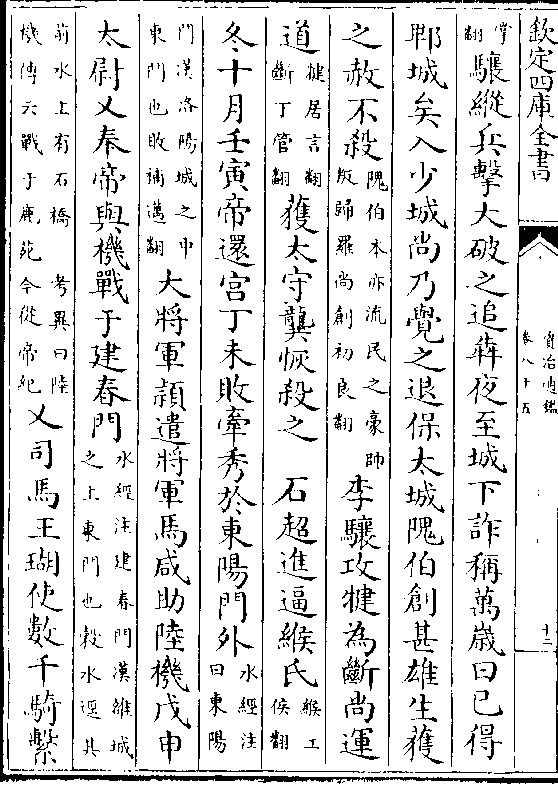 欽定四庫全書
資治通鑑
卷八十五
十三
翻驤縱兵擊大破之追犇夜至城下詐稱萬歲曰已得
郫城矣入少城尚乃覺之退保太城隗伯創甚雄生獲
之赦不殺隗伯本亦流民之豪帥叛歸羅尚創初良翻李驤攻犍為斷尚運
道犍居言翻斷丁管翻獲太守龔恢殺之 石超進逼緱氏緱工侯翻
冬十月壬寅帝還宮丁未敗牽秀於東陽門外水經注曰東陽
門漢洛陽城之中東門也敗補邁翻大將軍頴遣將軍馬咸助陸機戊申
太尉乂奉帝與機戰于建春門水經注建春門漢雒城之上東門也穀水逕其
前水上有石橋 考異曰陸機傳云戰于鹿苑今從帝紀乂司馬王瑚使數千騎繫